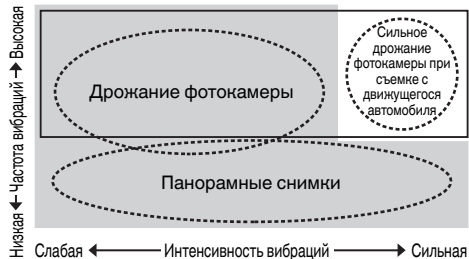 Низкая ← Частота вибраций → Высокая
Дрожание фотокамеры
Сильное
дрожание
фотокамеры при
съемке с
движущегося
автомобиля
Панорамные снимки
Слабая ← Интенсивность вибраций → Сильная